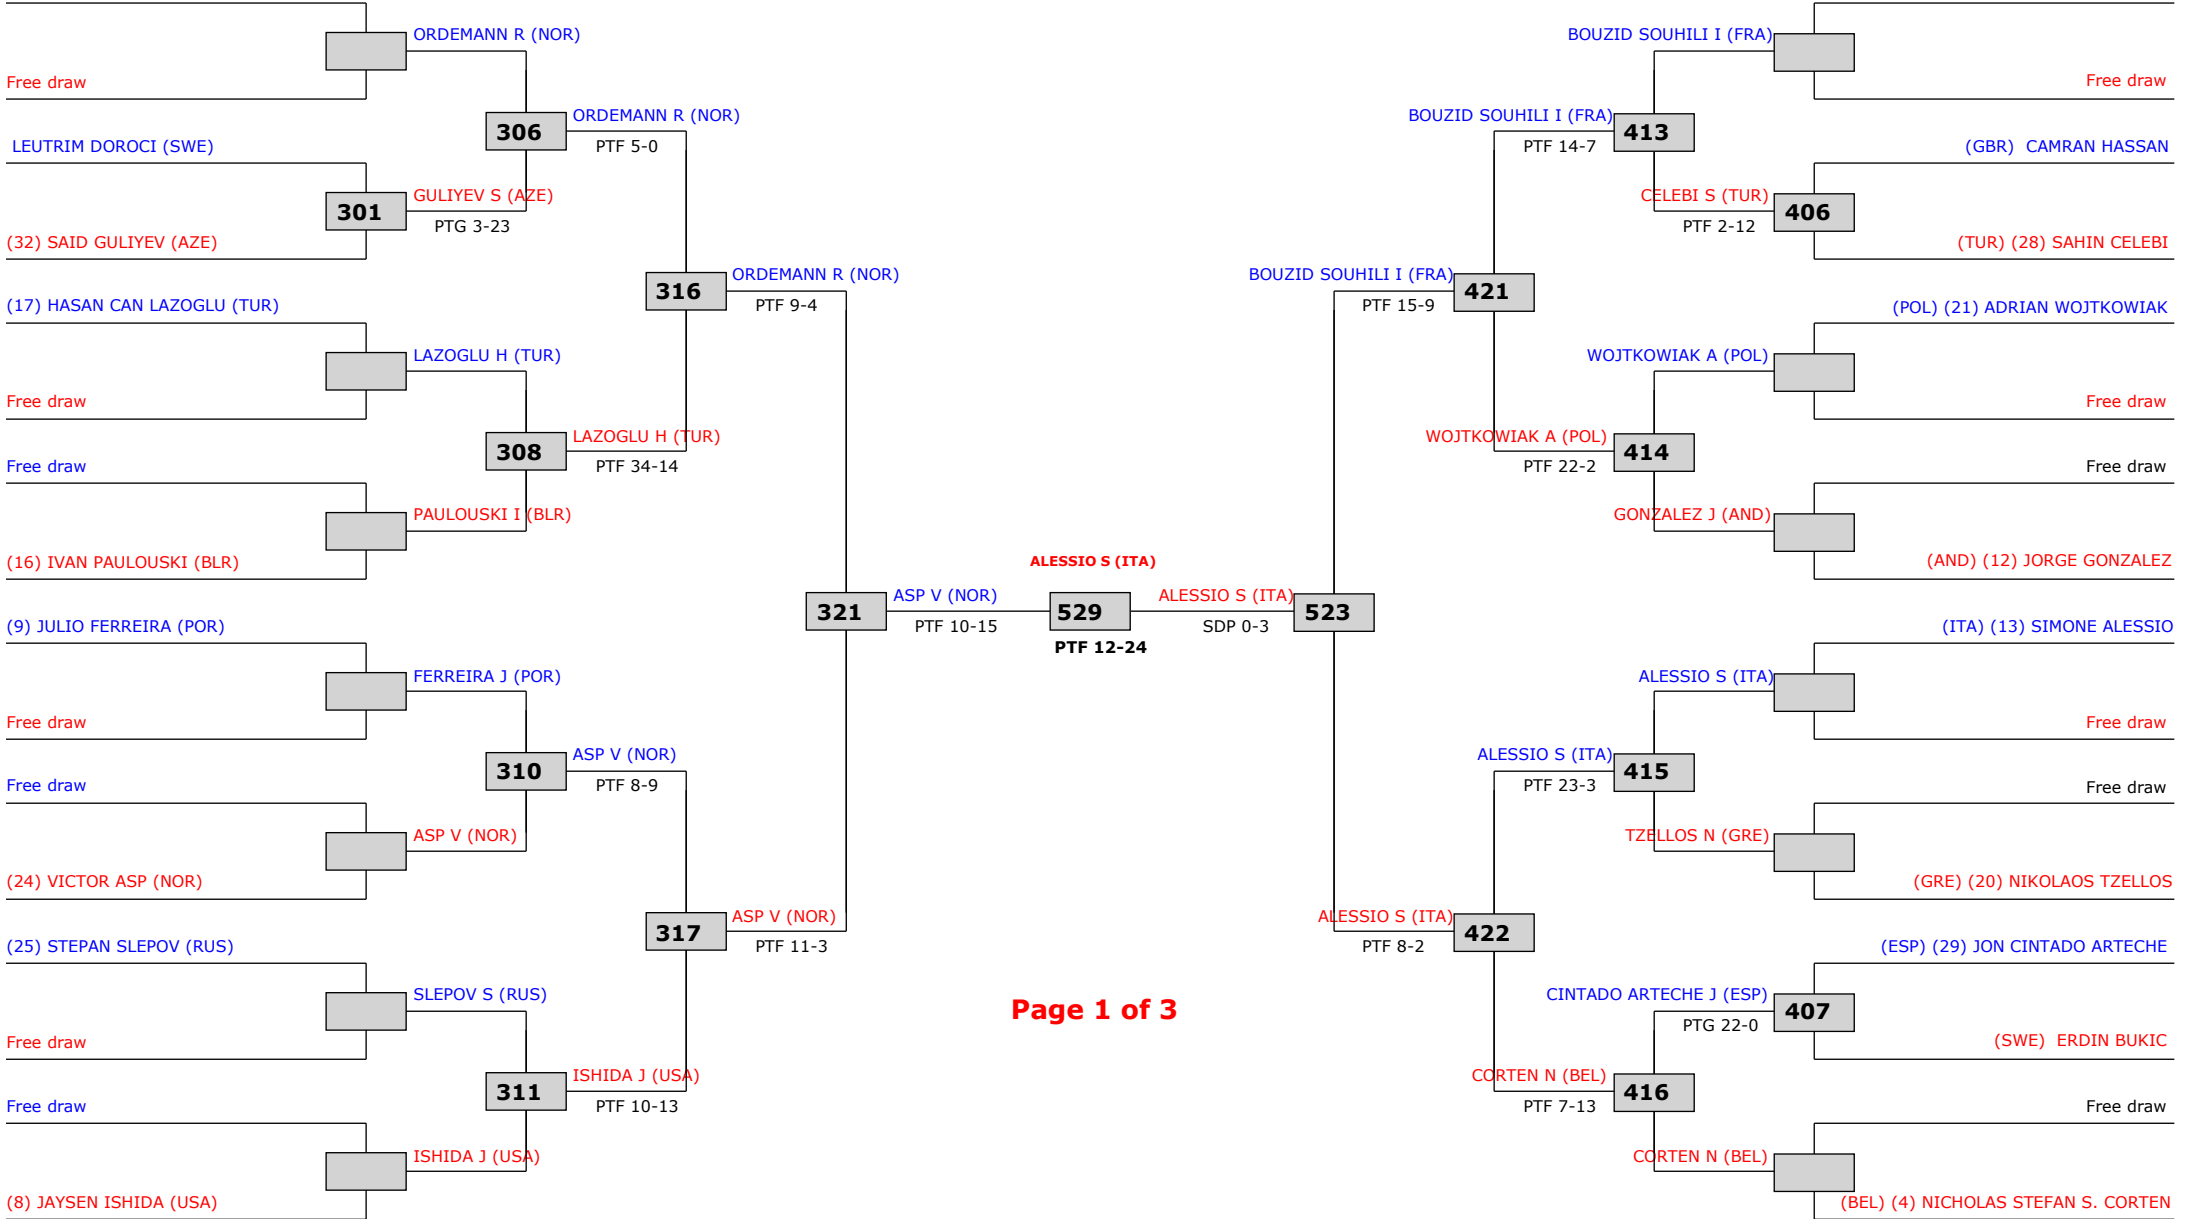 ORDEMANN R (NOR)
Free draw
306
ORDEMANN R (NOR)
PTF 5-0
LEUTRIM DOROCI (SWE)
301
GULIYEV S (AZE)
PTG 3-23
(32) SAID GULIYEV (AZE)
316
ORDEMANN R (NOR)
PTF 9-4
(17) HASAN CAN LAZOGLU (TUR)
LAZOGLU H (TUR)
Free draw
308
LAZOGLU H (TUR)
PTF 34-14
Free draw
PAULOUSKI I (BLR)
(16) IVAN PAULOUSKI (BLR)
321
ASP V (NOR)
PTF 10-15
(9) JULIO FERREIRA (POR)
FERREIRA J (POR)
Free draw
310
ASP V (NOR)
PTF 8-9
Free draw
ASP V (NOR)
(24) VICTOR ASP (NOR)
317
ASP V (NOR)
PTF 11-3
(25) STEPAN SLEPOV (RUS)
SLEPOV S (RUS)
Free draw
311
ISHIDA J (USA)
PTF 10-13
Free draw
ISHIDA J (USA)
(8) JAYSEN ISHIDA (USA)
ALESSIO S (ITA)
529
PTF 12-24
Page 1 of 3
ALESSIO S (ITA)
SDP 0-3
523
BOUZID SOUHILI I (FRA)
Free draw
BOUZID SOUHILI I (FRA)
PTF 14-7
413
(GBR)  CAMRAN HASSAN
CELEBI S (TUR)
PTF 2-12
406
(TUR) (28) SAHIN CELEBI
BOUZID SOUHILI I (FRA)
PTF 15-9
421
(POL) (21) ADRIAN WOJTKOWIAK
WOJTKOWIAK A (POL)
Free draw
WOJTKOWIAK A (POL)
PTF 22-2
414
Free draw
GONZALEZ J (AND)
(AND) (12) JORGE GONZALEZ
(ITA) (13) SIMONE ALESSIO
ALESSIO S (ITA)
Free draw
ALESSIO S (ITA)
PTF 23-3
415
Free draw
TZELLOS N (GRE)
(GRE) (20) NIKOLAOS TZELLOS
ALESSIO S (ITA)
PTF 8-2
422
(ESP) (29) JON CINTADO ARTECHE
CINTADO ARTECHE J (ESP)
PTG 22-0
407
(SWE)  ERDIN BUKIC
CORTEN N (BEL)
PTF 7-13
416
Free draw
CORTEN N (BEL)
(BEL) (4) NICHOLAS STEFAN S. CORTEN